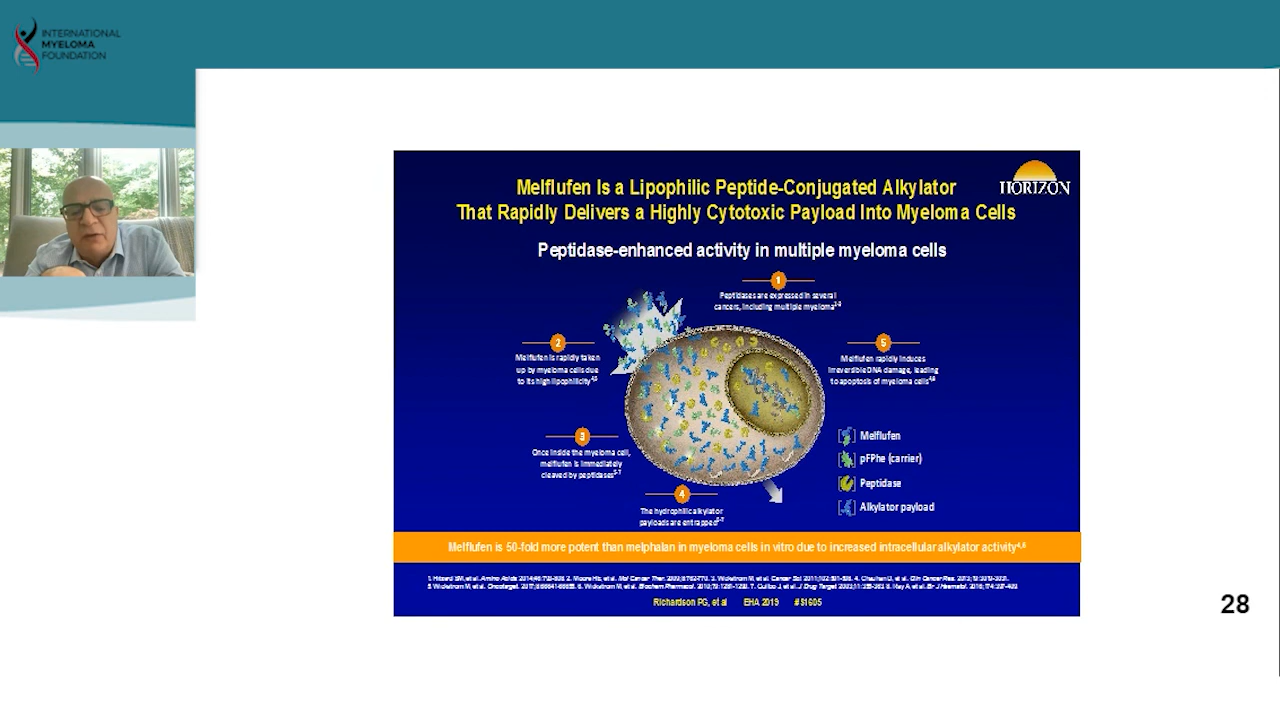 INTERNATIONAL
MYELOMA
FOUNDATION
Melflufen Is a Lipophilic Peptide-Conjugated Alkylator
That Rapidly Delivers a Highly Cytotoxic Payload Into Myeloma Cells
HORIZON
Peptidase-enhanced activity in multiple myeloma cells
1
Peptidases are expressed in several
cancers, including multiple myeloma
2
Melflufen is rapidly taken
up by myeloma cells due
to its high lipophilicity
5
Melflufen rapidly induces
irreversible DNA damage, leading
to apoptosis of myeloma cells
3
Once inside the myeloma cell,
melflufen is immediately
cleaved by peptidases
4
The hydrophilic alkylator
payloads are entrapped
Melflufen
pFPhe (carrier)
Peptidase
Alkylator payload
Melflufen is 50-fold more potent than melphalan in myeloma cells in vitro due to increased intracellular alkylator activity
Richardson PG, et al EHA 2019 #S1605
28